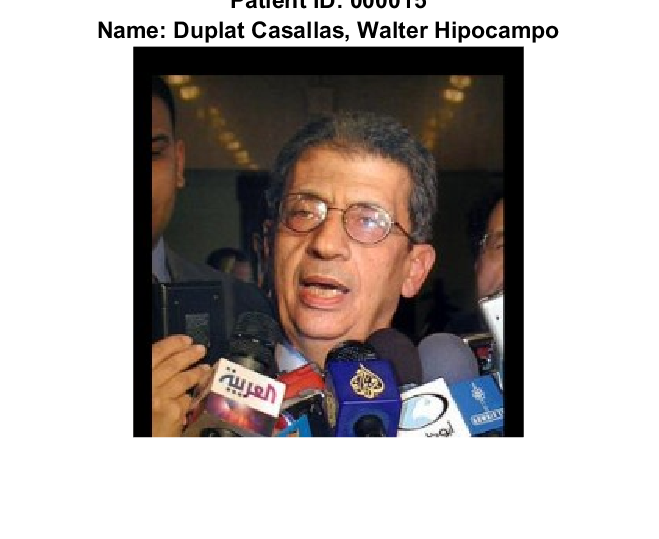 Patient ID: 000015
Name: Duplat Casallas, Walter Hipocampo
العربية